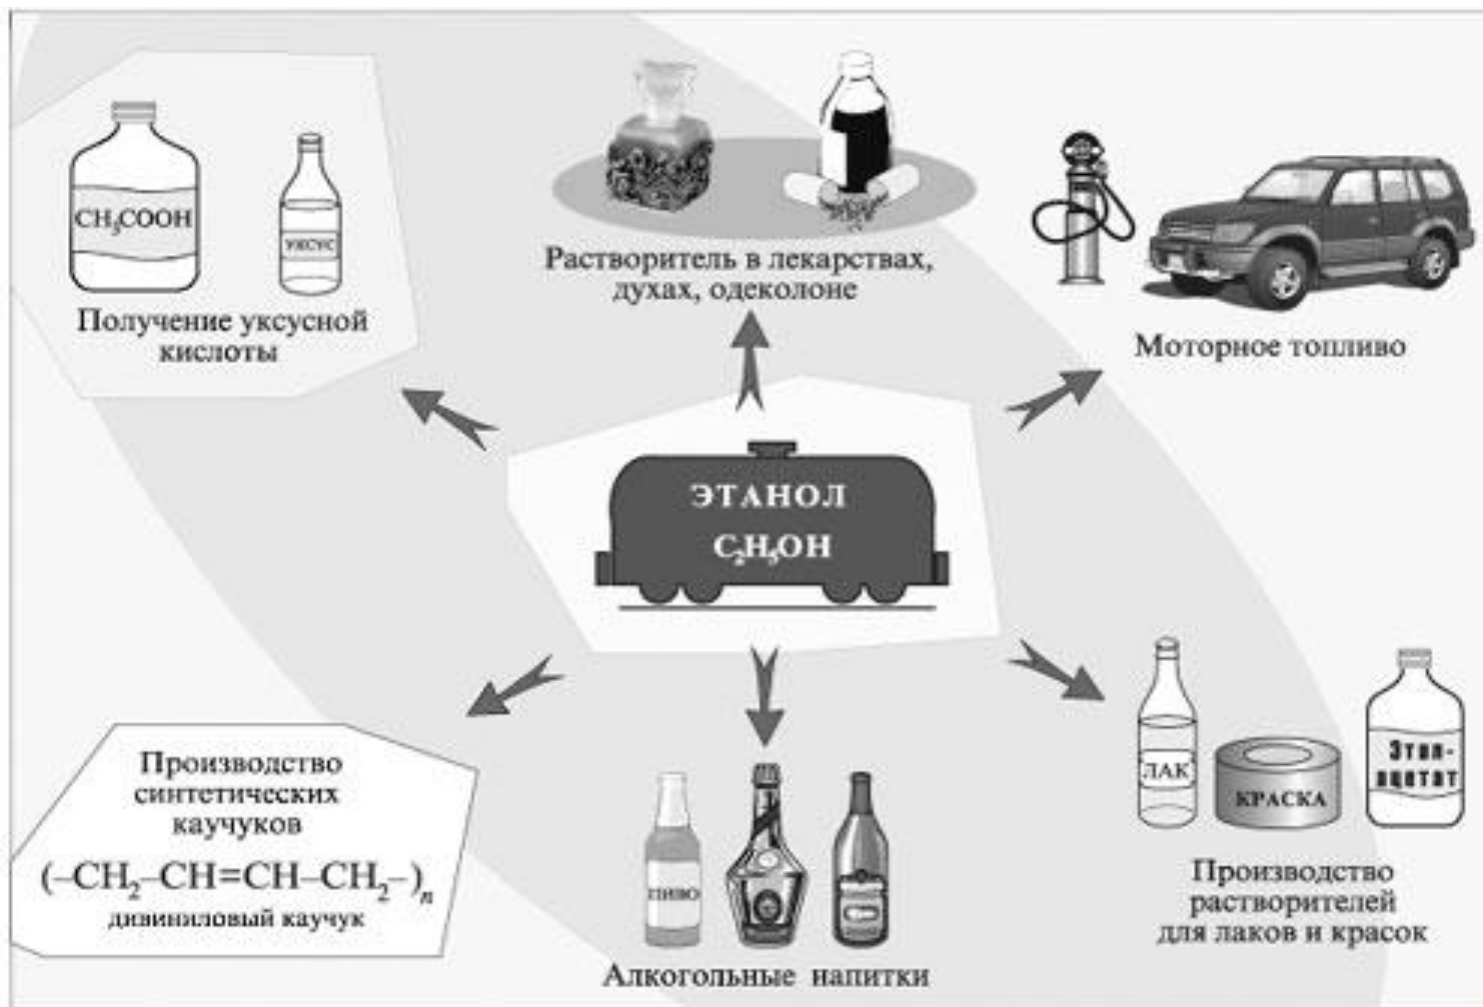 CH₃COOH
уксус
Получение уксусной
кислоты
Растворитель в лекарствах,
духах, одеколоне
Моторное топливо
ЭТАНОЛ
C₂H₅OH
Производство
синтетических
каучуков
(–CH₂–CH=CH–CH₂–)ₙ
дивиниловый каучук
ПИВО
Алкогольные напитки
ЛАК
КРАСКА
Этил-
ацетат
Производство
растворителей
для лаков и красок